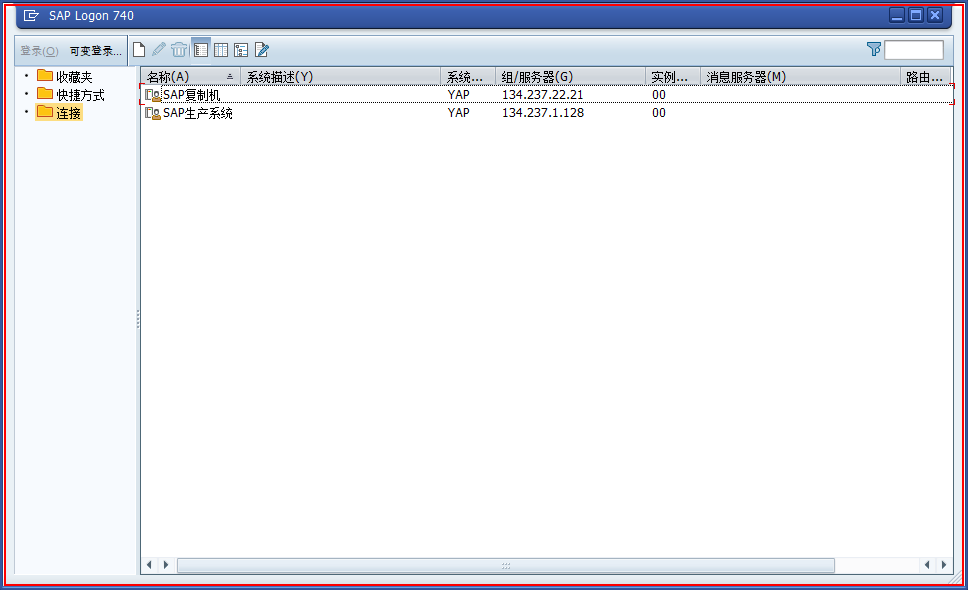 SAP Logon 740
登录(O) 可变登录...
收藏夹
快捷方式
连接
名称(A) 系统描述(Y) 系统... 组/服务器(G) 实例... 消息服务器(M) 路由...
SAP复制机 YAP 134.237.22.21 00
SAP生产系统 YAP 134.237.1.128 00